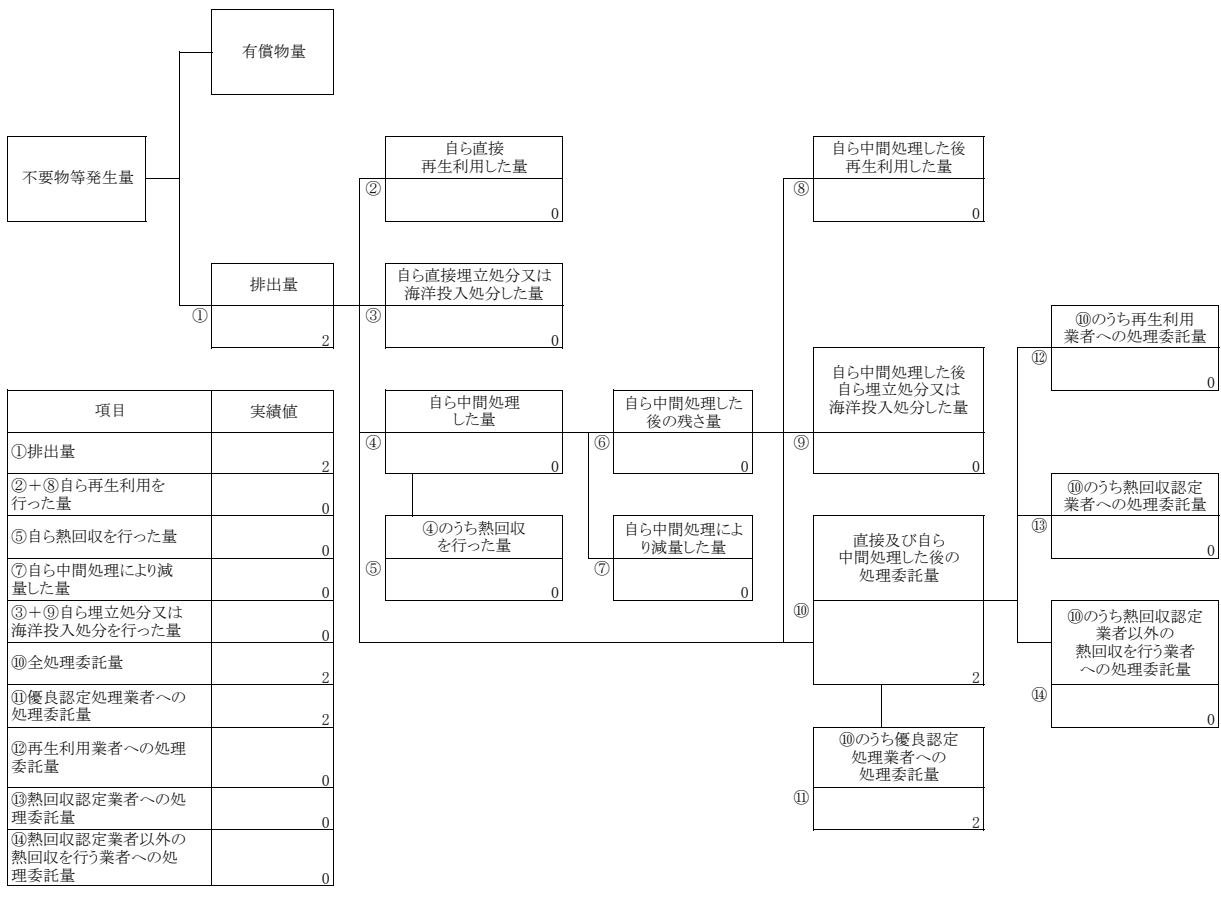 有償物量
不要物等発生量
排出量
①
2
自ら直接
再生利用した量
②
0
自ら直接埋立処分又は
海洋投入処分した量
③
0
自ら中間処理
した量
④
0
④のうち熱回収
を行った量
⑤
0
自ら中間処理した
後の残さ量
⑥
0
自ら中間処理によ
り減量した量
⑦
0
自ら中間処理した後
再生利用した量
⑧
0
自ら中間処理した後
自ら埋立処分又は
海洋投入処分した量
⑨
0
直接及び自ら
中間処理した後の
処理委託量
⑩
2
⑩のうち優良認定
処理業者への
処理委託量
⑪
2
⑩のうち再生利用
業者への処理委託量
⑫
0
⑩のうち熱回収認定
業者への処理委託量
⑬
0
⑩のうち熱回収認定
業者以外の
熱回収を行う業者
への処理委託量
⑭
0
項目 実績値
①排出量
2
②+⑧自ら再生利用を
行った量
0
⑤自ら熱回収を行った量
0
⑦自ら中間処理により減
量した量
0
③+⑨自ら埋立処分又は
海洋投入処分を行った量
0
⑩全処理委託量
2
⑪優良認定処理業者への
処理委託量
2
⑫再生利用業者への処理
委託量
0
⑬熱回収認定業者への処
理委託量
0
⑭熱回収認定業者以外の
熱回収を行う業者への処
理委託量
0